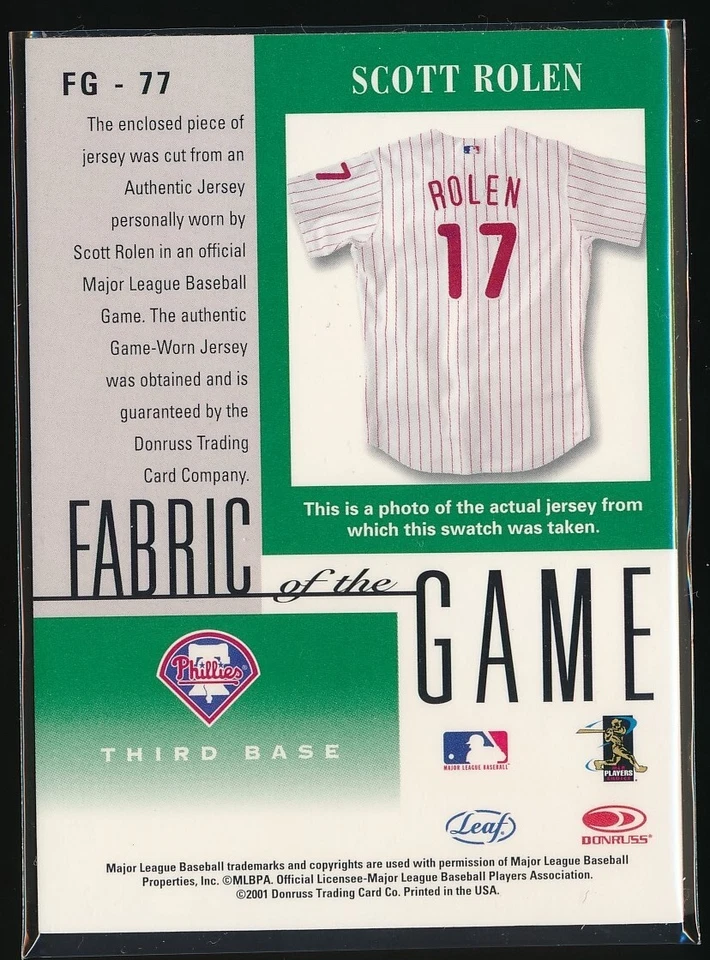 FG - 77
The enclosed piece of
jersey was cut from an
Authentic Jersey
personally worn by
Scott Rolen in an official
Major League Baseball
Game. The authentic
Game-Worn Jersey
was obtained and is
guaranteed by the
Donruss Trading
Card Company.
SCOTT ROLEN
7
ROLEN
17
This is a photo of the actual jersey from
which this swatch was taken.
FABRIC of the GAME
Phillies
THIRD BASE
MAJOR LEAGUE BASEBALL
PLAYERS
CHOICE
Leaf
DONRUSS
Major League Baseball trademarks and copyrights are used with permission of Major League Baseball
Properties, Inc. ©MLBPA. Official Licensee-Major League Baseball Players Association.
©2001 Donruss Trading Card Co. Printed in the USA.